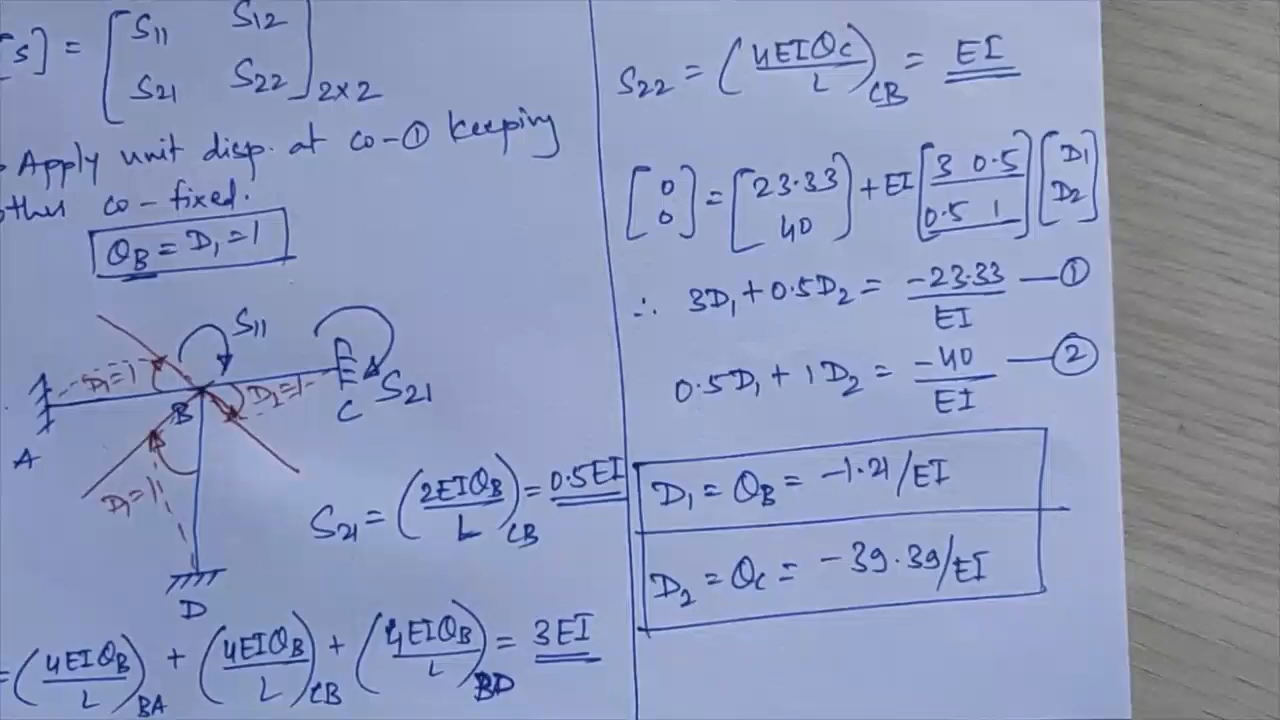 [S] = [S11 S12
S21 S22]2×2
Apply unit disp. at co-① keeping
other co-fixed.
θB = D1 = 1
S11
D1=1
D1=1
S21
B
C
A
D1=1
D
S21 = (2EIθB/L)CB = 0.5EI
= (4EIθB/L)BA + (4EIθB/L)CB + (4EIθB/L)BD = 3EI
S22 = (4EIθC/L)CB = EI
[0 0] = [23.33 40] + EI [3 0.5 0.5 1] [D1 D2]
∴ 3D1 + 0.5D2 = -23.33/EI —①
0.5D1 + 1D2 = -40/EI —②
D1 = θB = -1.21/EI
D2 = θC = -39.39/EI